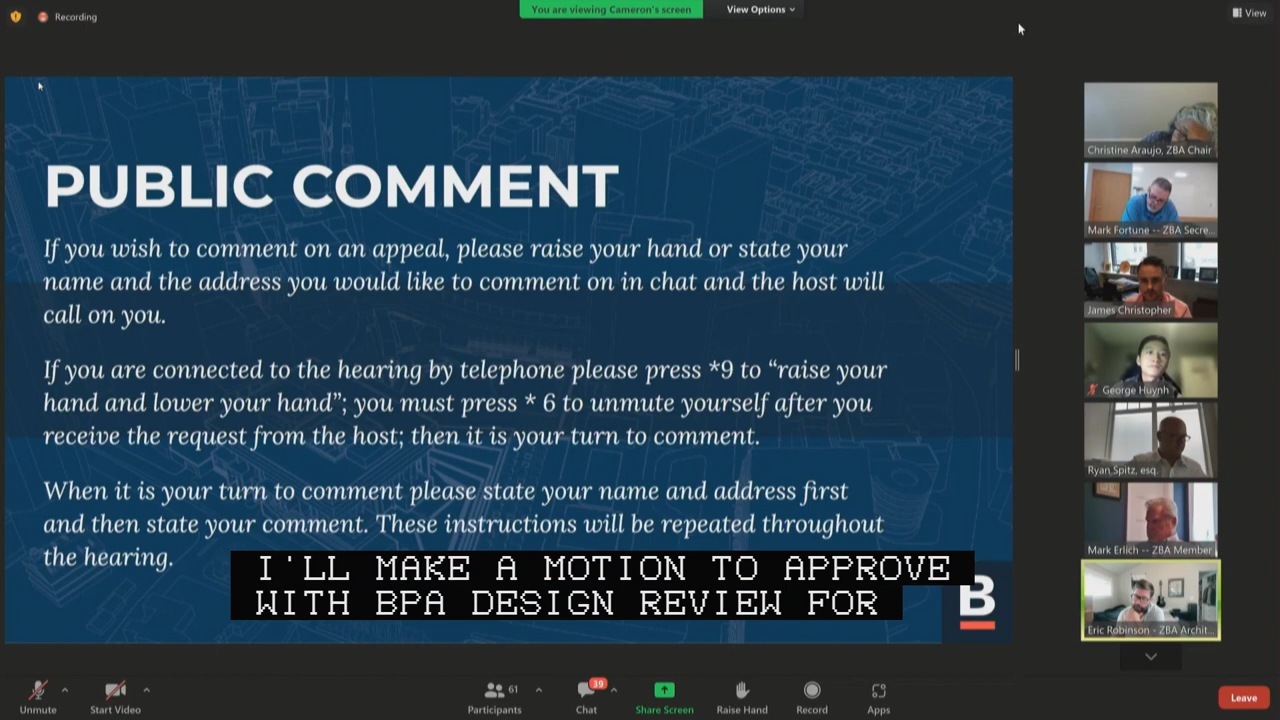 Recording
You are viewing Cameron's screen
View Options
View
PUBLIC COMMENT
If you wish to comment on an appeal, please raise your hand or state your
name and the address you would like to comment on in chat and the host will
call on you.
If you are connected to the hearing by telephone please press *9 to “raise your
hand and lower your hand”; you must press * 6 to unmute yourself after you
receive the request from the host; then it is your turn to comment.
When it is your turn to comment please state your name and address first
and then state your comment. These instructions will be repeated throughout
the hearing.
I'LL MAKE A MOTION TO APPROVE
WITH BPA DESIGN REVIEW FOR
B
Christine Araujo, ZBA Chair
Mark Fortune -- ZBA Secre...
James Christopher
George Huynh
Ryan Spitz, esq.
Mark Erlich -- ZBA Member
Eric Robinson - ZBA Archit...
Unmute
Start Video
61
Participants
39
Chat
Share Screen
Raise Hand
Record
Apps
Leave